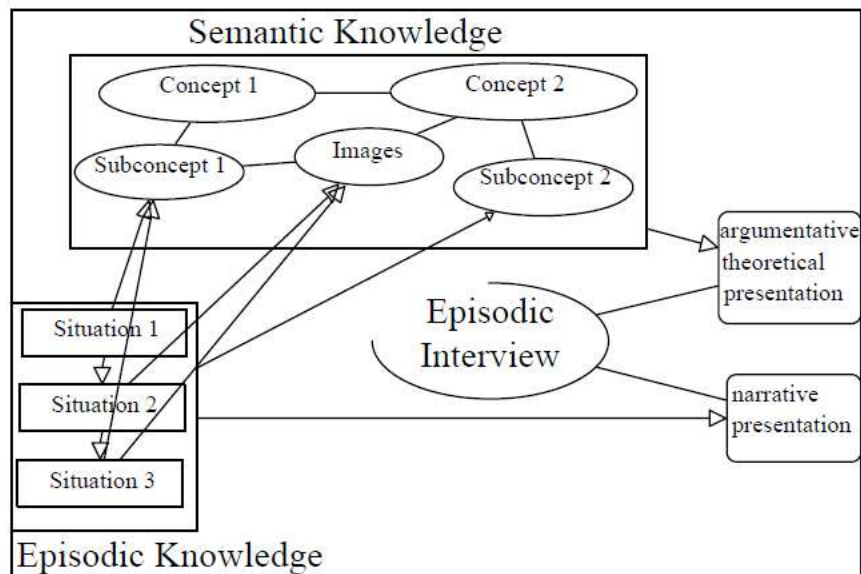 Semantic Knowledge
Concept 1
Concept 2
Images
Subconcept 1
Subconcept 2
argumentative
theoretical
presentation
Episodic
Interview
Situation 1
Situation 2
Situation 3
narrative
presentation
Episodic Knowledge